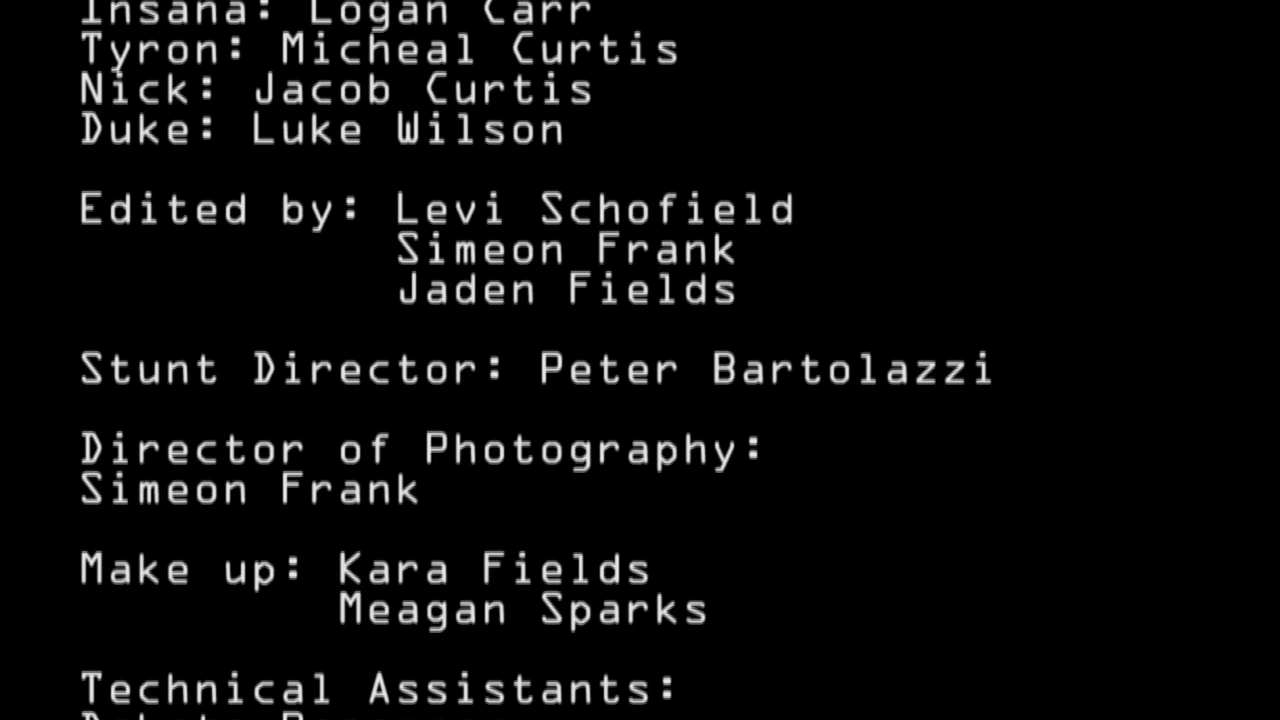 Insana: Logan Carr
Tyron: Micheal Curtis
Nick: Jacob Curtis
Duke: Luke Wilson
Edited by: Levi Schofield
Simeon Frank
Jaden Fields
Stunt Director: Peter Bartolazzi
Director of Photography:
Simeon Frank
Make up: Kara Fields
Meagan Sparks
Technical Assistants: